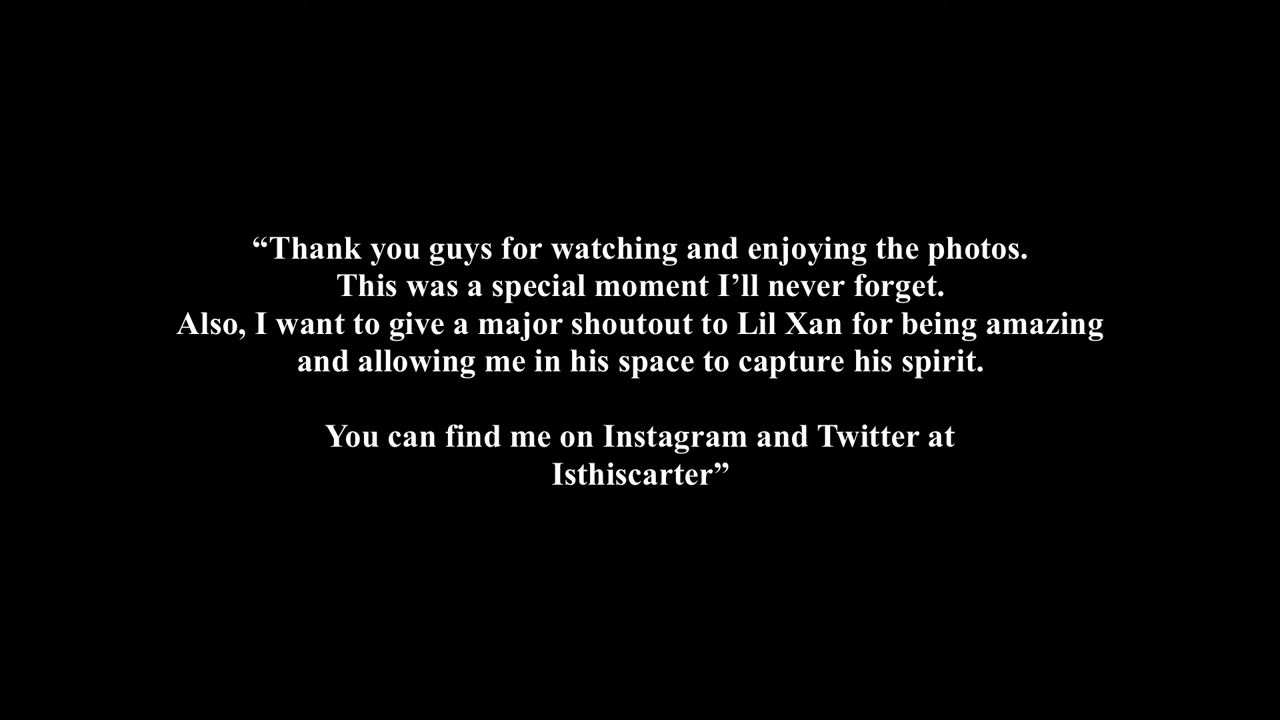 “Thank you guys for watching and enjoying the photos.
This was a special moment I’ll never forget.
Also, I want to give a major shoutout to Lil Xan for being amazing
and allowing me in his space to capture his spirit.
You can find me on Instagram and Twitter at
Isthiscarter”